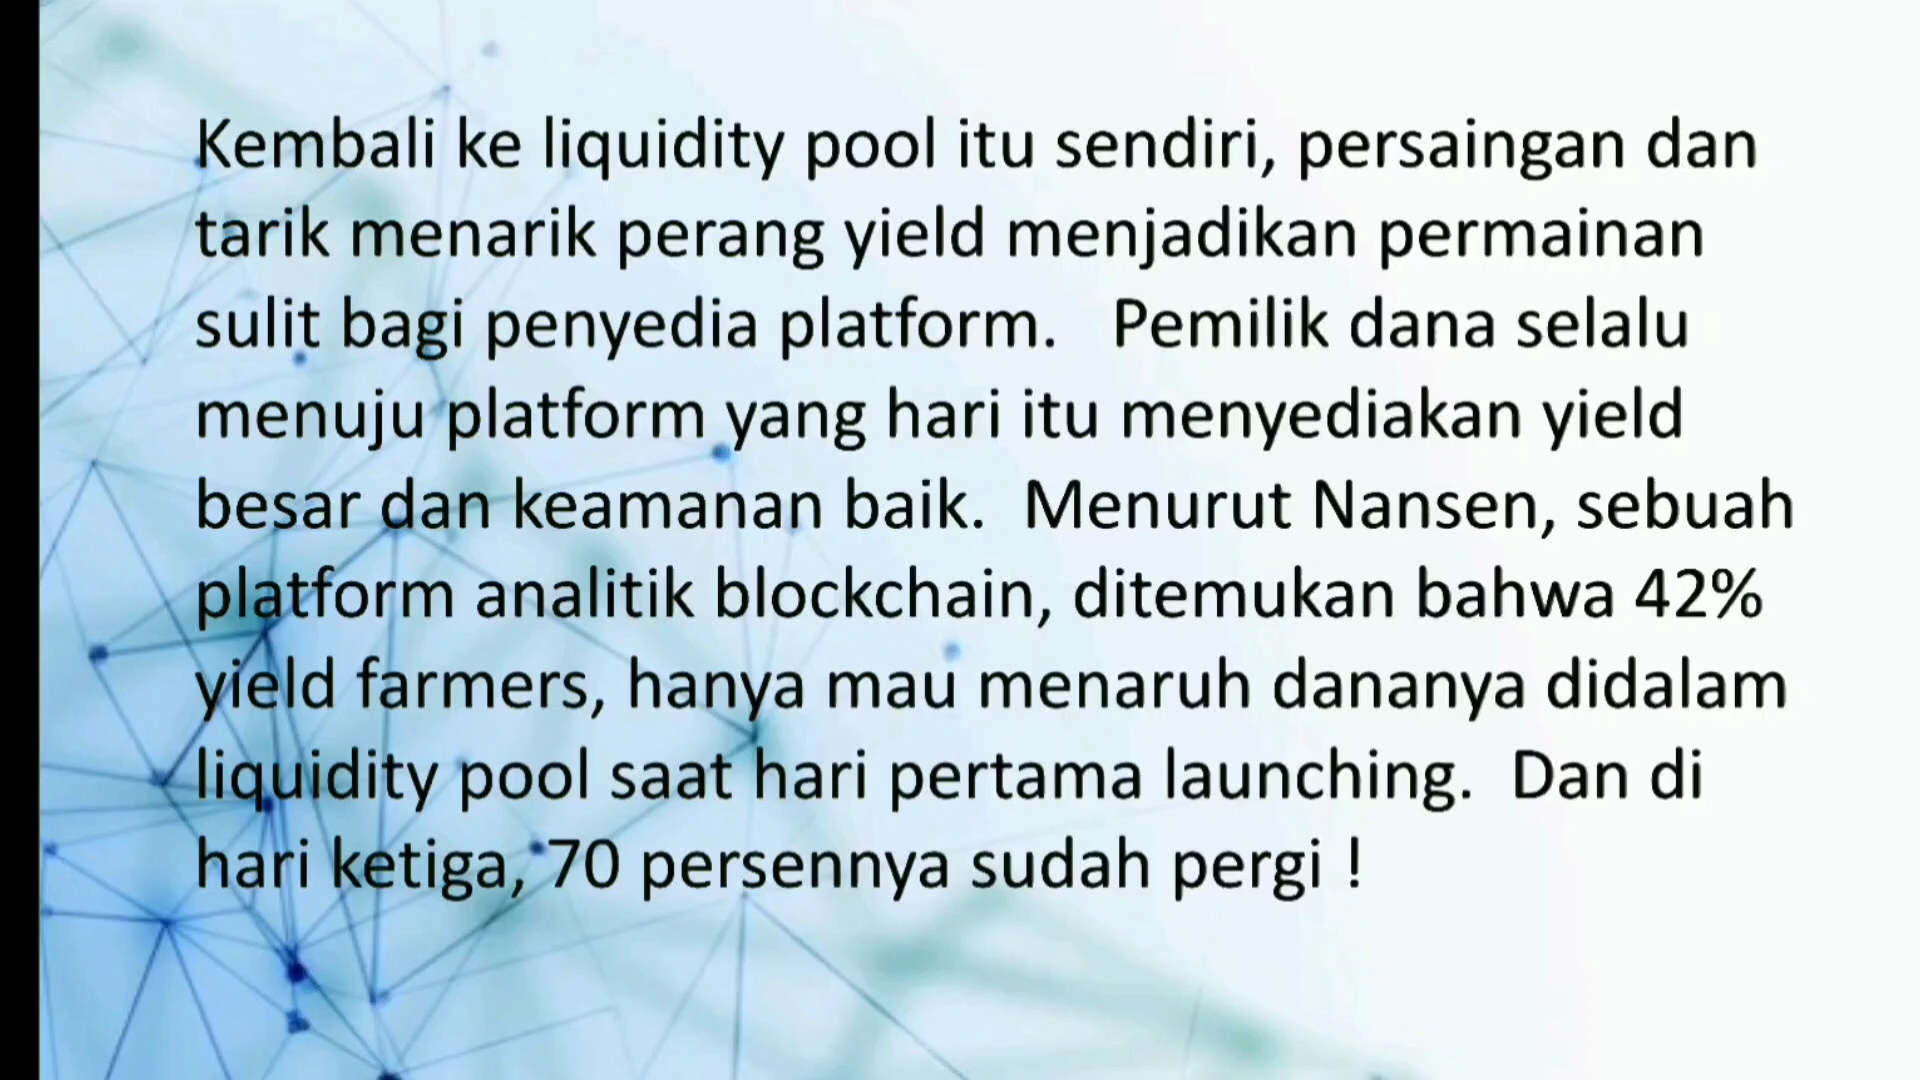 Kembali ke liquidity pool itu sendiri, persaingan dan
tarik menarik perang yield menjadikan permainan
sulit bagi penyedia platform.   Pemilik dana selalu
menuju platform yang hari itu menyediakan yield
besar dan keamanan baik.  Menurut Nansen, sebuah
platform analitik blockchain, ditemukan bahwa 42%
yield farmers, hanya mau menaruh dananya didalam
liquidity pool saat hari pertama launching.  Dan di
hari ketiga, 70 persennya sudah pergi !